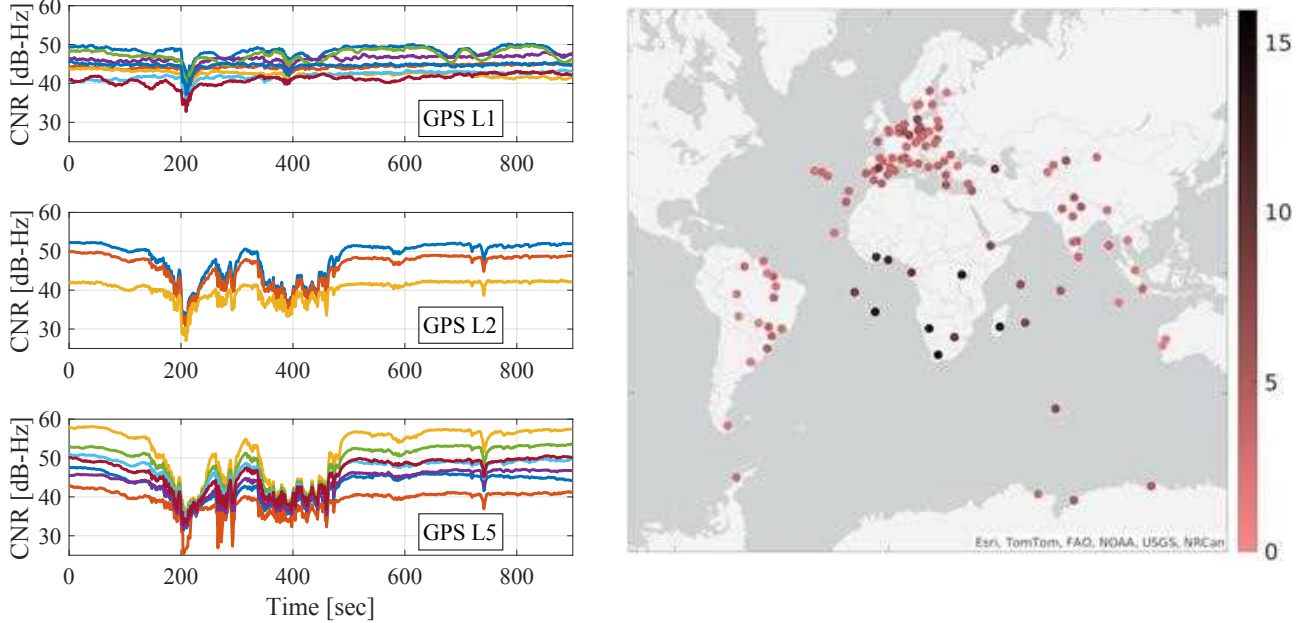 CNR [dB-Hz]
60
50
40
30
0 200 400 600 800
GPS L1
CNR [dB-Hz]
60
50
40
30
0 200 400 600 800
GPS L2
CNR [dB-Hz]
60
50
40
30
0 200 400 600 800
GPS L5
Time [sec]
15
10
5
0
Esri, TomTom, FAO, NOAA, USGS, NRCan